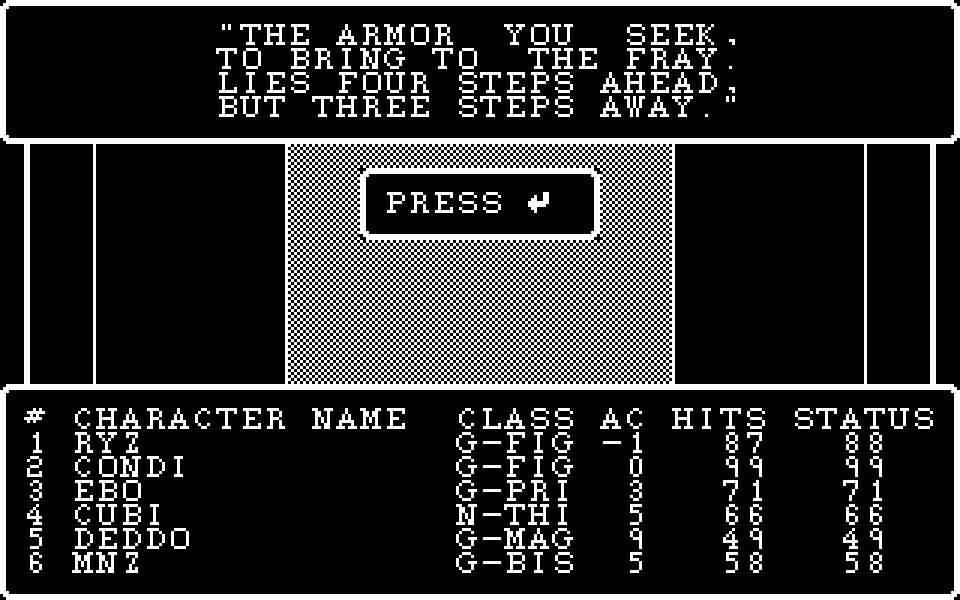 "THE ARMOR  YOU  SEEK,
TO BRING TO  THE FRAY.
LIES FOUR STEPS AHEAD,
BUT THREE STEPS AWAY."
PRESS ↵
# CHARACTER NAME  CLASS AC HITS STATUS
1 RYZ  G-FIG -1 87 88
2 CONDI  G-FIG 0 99 99
3 EBO  G-PRI 3 71 71
4 CUBI  N-THI 5 66 66
5 DEDDO  G-MAG 9 49 49
6 MNZ  G-BIS 5 58 58